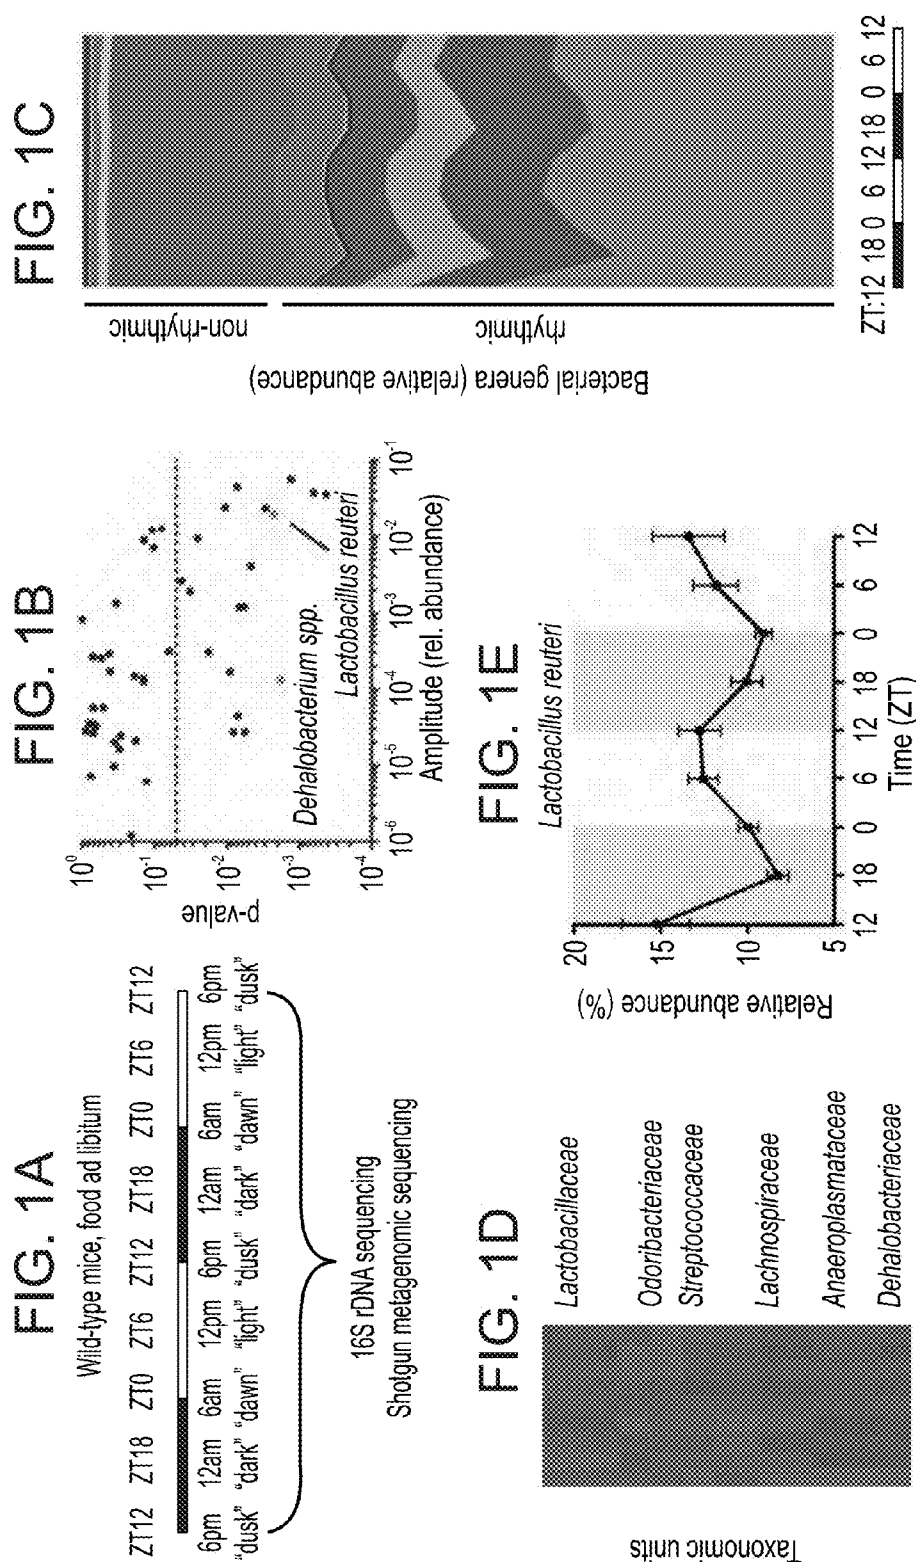 FIG. 1A
Wild-type mice, food ad libitum
ZT12 ZT18 ZT0 ZT6 ZT12 ZT18 ZT0 ZT6 ZT12
6pm 12am 6am 12pm 6pm 12am 6am 12pm 6pm
"dusk" "dark" "dawn" "light" "dusk" "dark" "dawn" "light" "dusk"
16S rDNA sequencing
Shotgun metagenomic sequencing
FIG. 1B
p-value
10⁰
10⁻¹
10⁻²
10⁻³
10⁻⁴
Dehalobacterium spp.
Lactobacillus reuteri
10⁻⁶ 10⁻⁵ 10⁻⁴ 10⁻³ 10⁻² 10⁻¹
Amplitude (rel. abundance)
FIG. 1C
Bacterial genera (relative abundance)
non-rhythmic
rhythmic
ZT:12 18 0 6 12 18 0 6 12
FIG. 1D
Taxonomic units
Lactobacillaceae
Odoribacteriaceae
Streptococcaceae
Lachnospiraceae
Anaeroplasmataceae
Dehalobacteriaceae
FIG. 1E
Lactobacillus reuteri
Relative abundance (%)
20
15
10
5
12 18 0 6 12 18 0 6 12
Time (ZT)